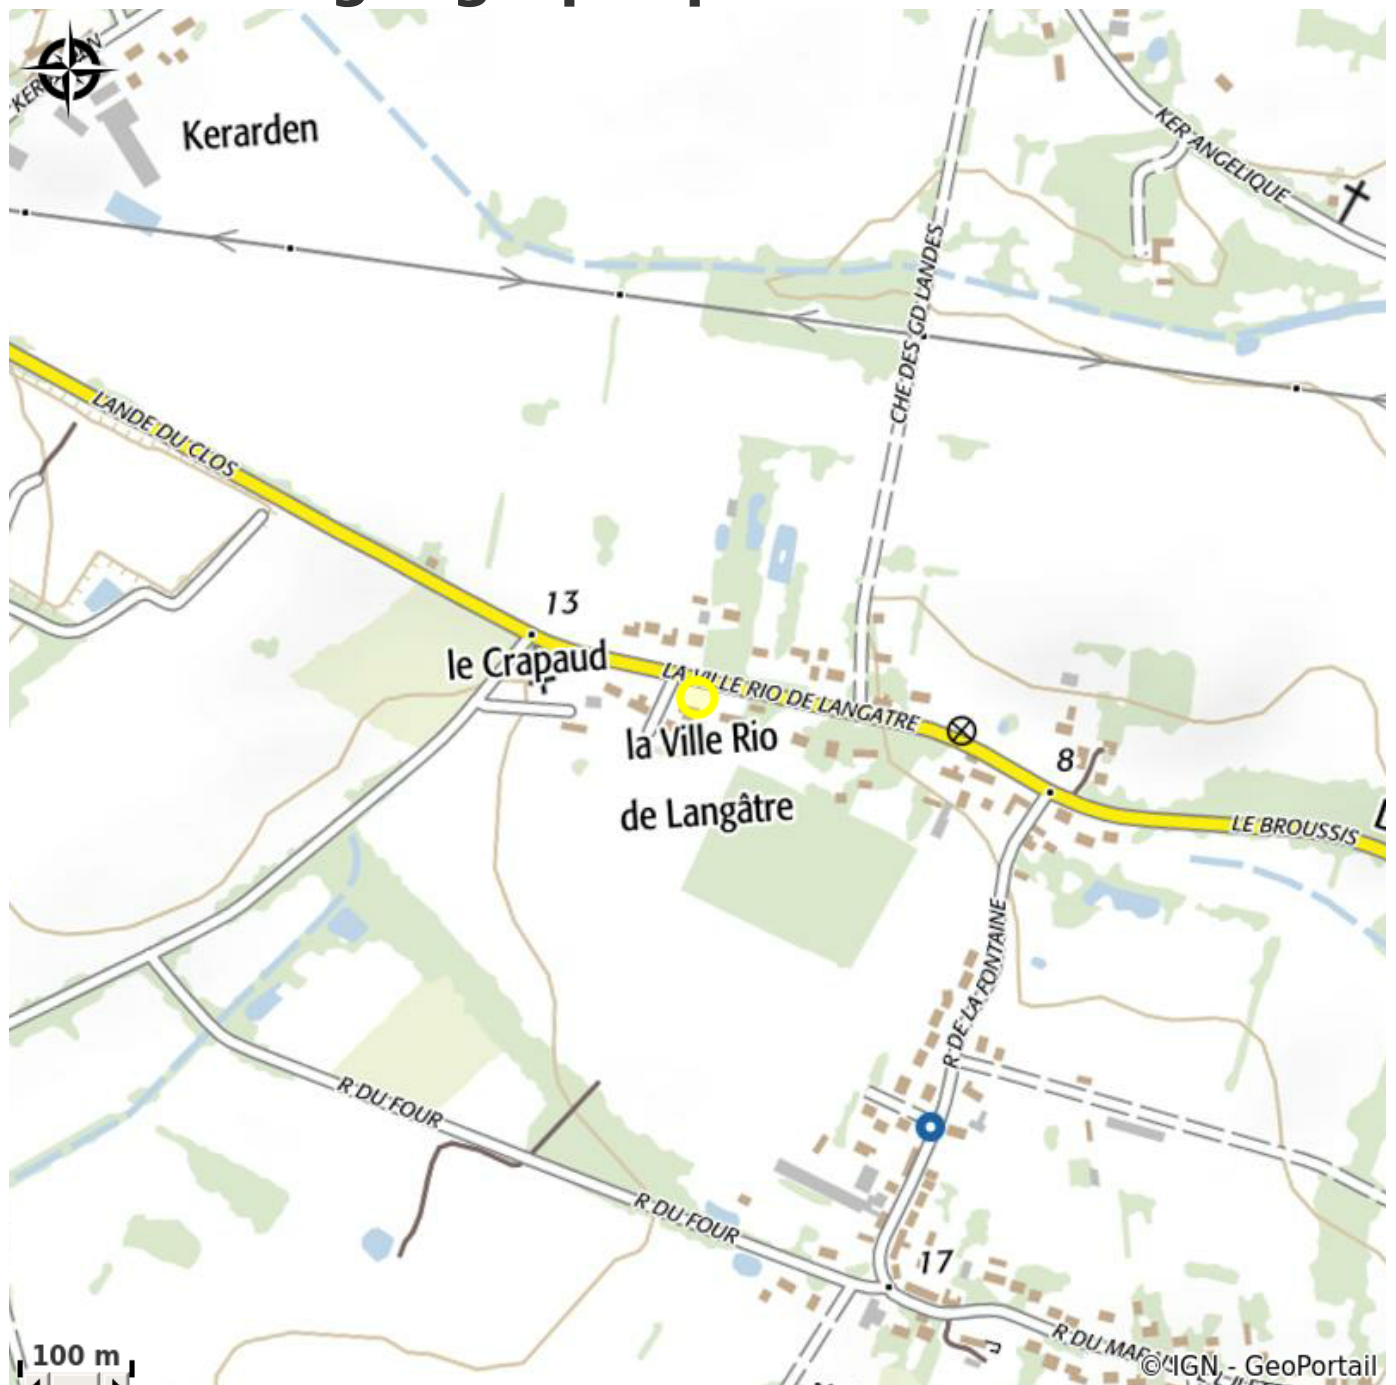 Kerarden
KER ANGELIQUE
CHE DES GD LANDES
LANDE DU CLOS
13
le Crapaud
LA VILLE RIO DE LANGATRE
la Ville Rio
de Langâtre
8
LE BROUSSIS
R DE LA FONTAINE
R DU FOUR
R DU FOUR
17
R DU
100 m
© IGN - GeoPortail